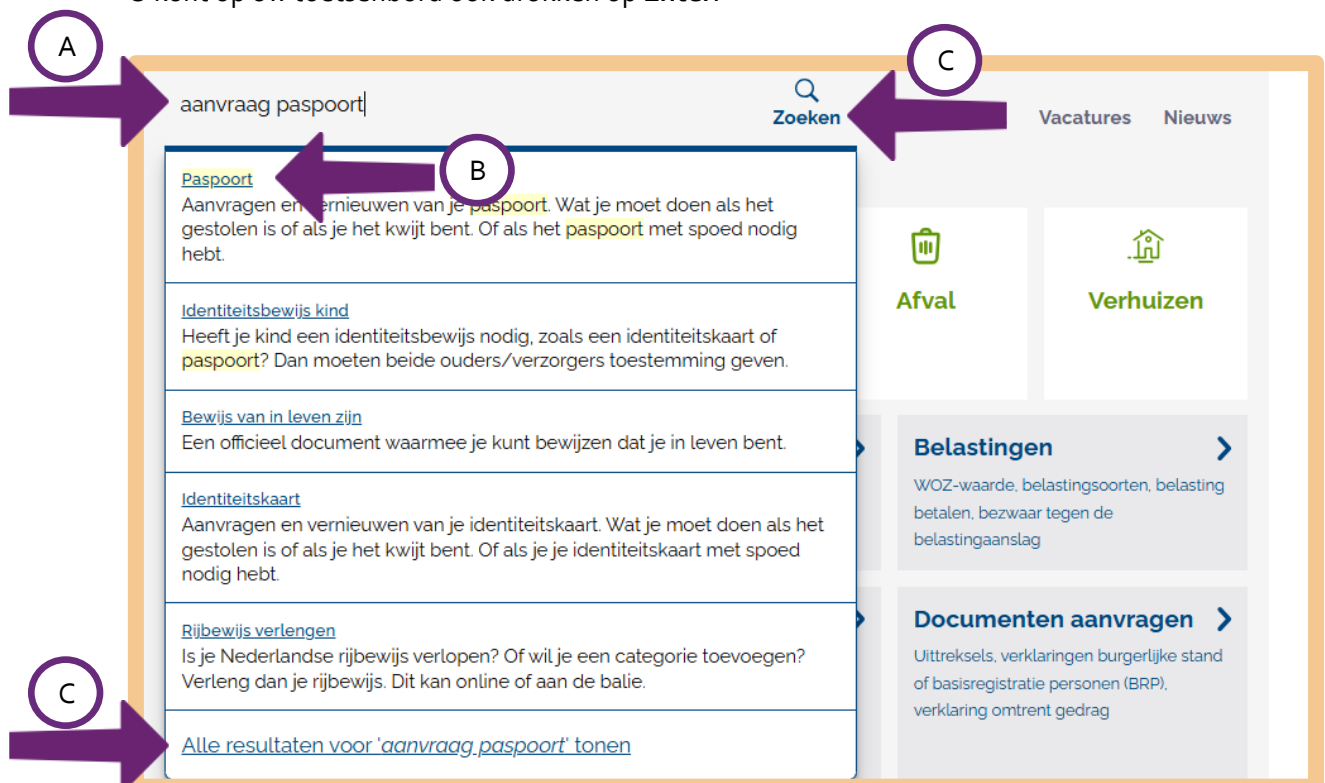 U kunt op uw toetsenbord ook drukken op Enter.
A
C
aanvraag paspoort
Zoeken
Vacatures Nieuws
B
Paspoort
Aanvragen en vernieuwen van je paspoort. Wat je moet doen als het
gestolen is of als je het kwijt bent. Of als het paspoort met spoed nodig
hebt.
Identiteitsbewijs kind
Heeft je kind een identiteitsbewijs nodig, zoals een identiteitskaart of
paspoort? Dan moeten beide ouders/verzorgers toestemming geven.
Bewijs van in leven zijn
Een officieel document waarmee je kunt bewijzen dat je in leven bent.
Identiteitskaart
Aanvragen en vernieuwen van je identiteitskaart. Wat je moet doen als het
gestolen is of als je het kwijt bent. Of als je je identiteitskaart met spoed
nodig hebt.
Rijbewijs verlengen
Is je Nederlandse rijbewijs verlopen? Of wil je een categorie toevoegen?
Verleng dan je rijbewijs. Dit kan online of aan de balie.
C
Alle resultaten voor 'aanvraag paspoort' tonen
Afval
Verhuizen
Belastingen
WOZ-waarde, belastingsoorten, belasting
betalen, bezwaar tegen de
belastingaanslag
Documenten aanvragen
Uittreksels, verklaringen burgerlijke stand
of basisregistratie personen (BRP),
verklaring omtrent gedrag